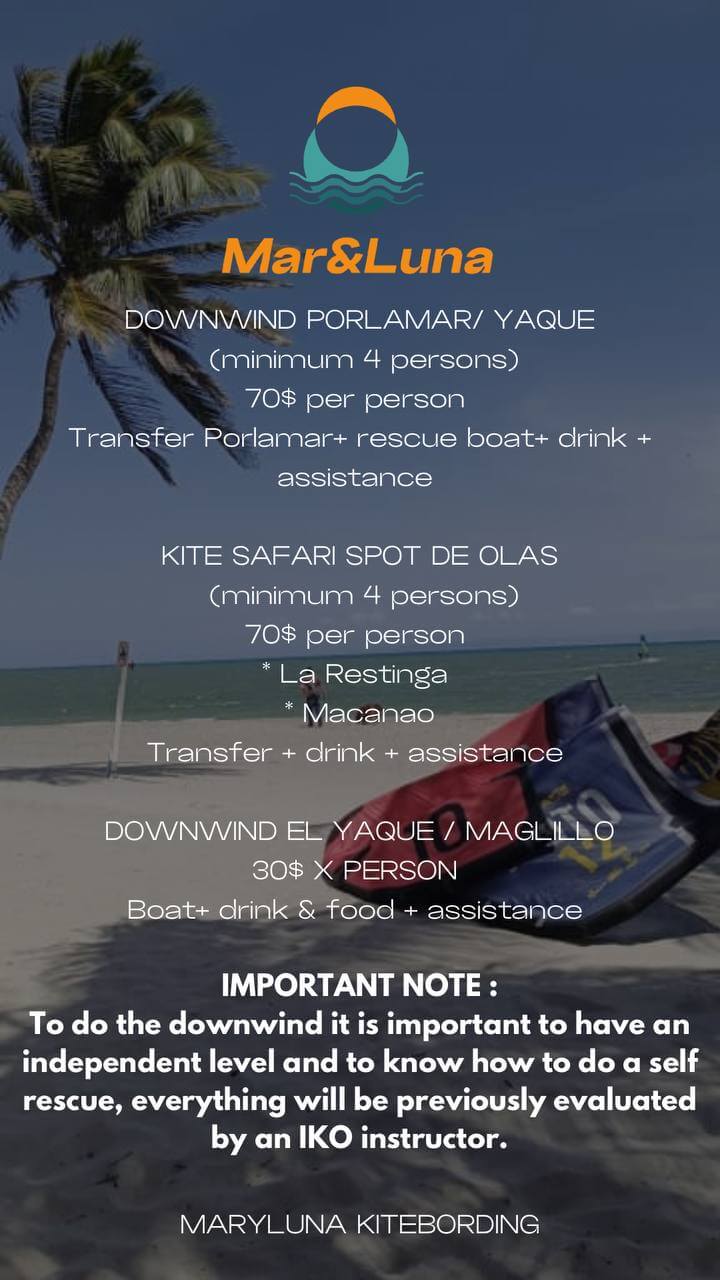 Mar&Luna
DOWNWIND PORLAMAR/ YAQUE
(minimum 4 persons)
70$ per person
Transfer Porlamar+ rescue boat+ drink +
assistance
KITE SAFARI SPOT DE OLAS
(minimum 4 persons)
70$ per person
* La Restinga
* Macanao
Transfer + drink + assistance
DOWNWIND EL YAQUE / MAGLILLO
30$ X PERSON
Boat+ drink & food + assistance
IMPORTANT NOTE :
To do the downwind it is important to have an
independent level and to know how to do a self
rescue, everything will be previously evaluated
by an IKO instructor.
MARYLUNA KITEBORDING